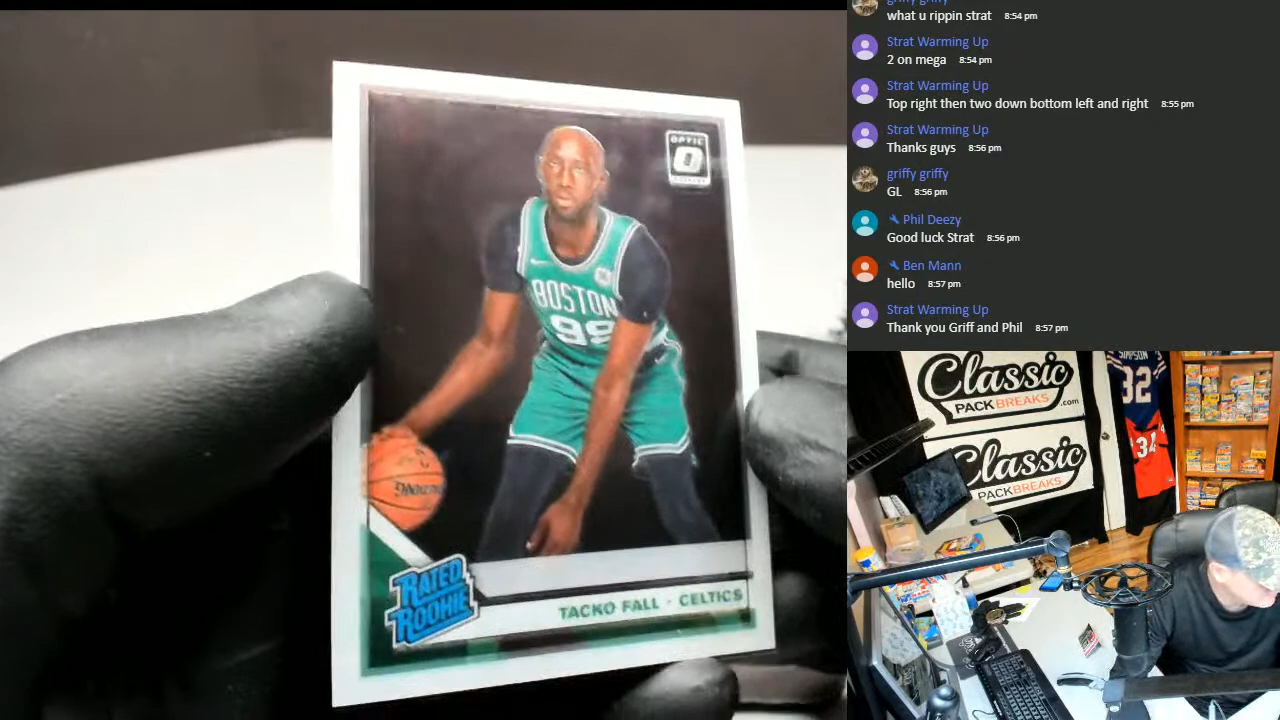 OPTIC
BOSTON
99
SPALDING
RATED
ROOKIE
TACKO FALL · CELTICS
what u rippin strat 8:54 pm
Strat Warming Up
2 on mega 8:54 pm
Strat Warming Up
Top right then two down bottom left and right 8:55 pm
Strat Warming Up
Thanks guys 8:56 pm
griffy griffy
GL 8:56 pm
Phil Deezy
Good luck Strat 8:56 pm
Ben Mann
hello 8:57 pm
Strat Warming Up
Thank you Griff and Phil 8:57 pm
Classic
PACKBREAKS.com
Classic
PACKBREAKS
SIMPSON
32
34